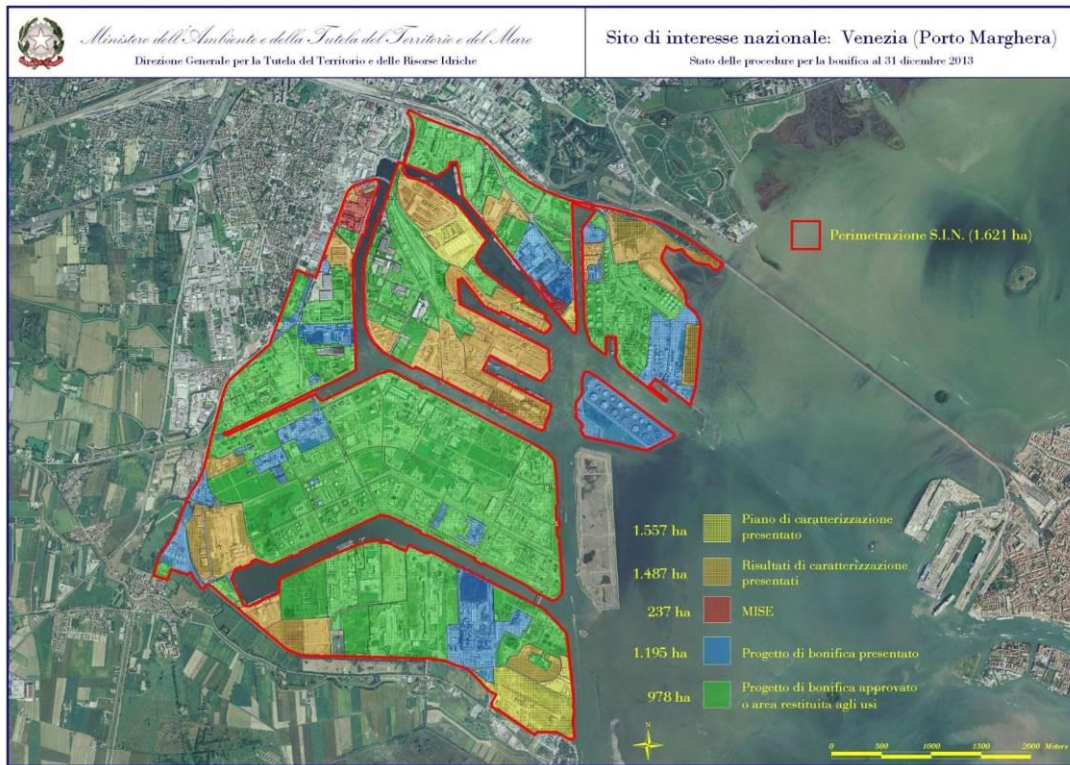 Ministero dell'Ambiente e della Tutela del Territorio e del Mare
Direzione Generale per la Tutela del Territorio e delle Risorse Idriche
Sito di interesse nazionale: Venezia (Porto Marghera)
Stato delle procedure per la bonifica al 31 dicembre 2013
Perimetrazione S.I.N. (1.621 ha)
1.557 ha Piano di caratterizzazione
presentato
1.487 ha Risultati di caratterizzazione
presentati
237 ha MISE
1.195 ha Progetto di bonifica presentato
978 ha Progetto di bonifica approvato
o area restituita agli usi
N
0 500 1000 1500 2000 Meters